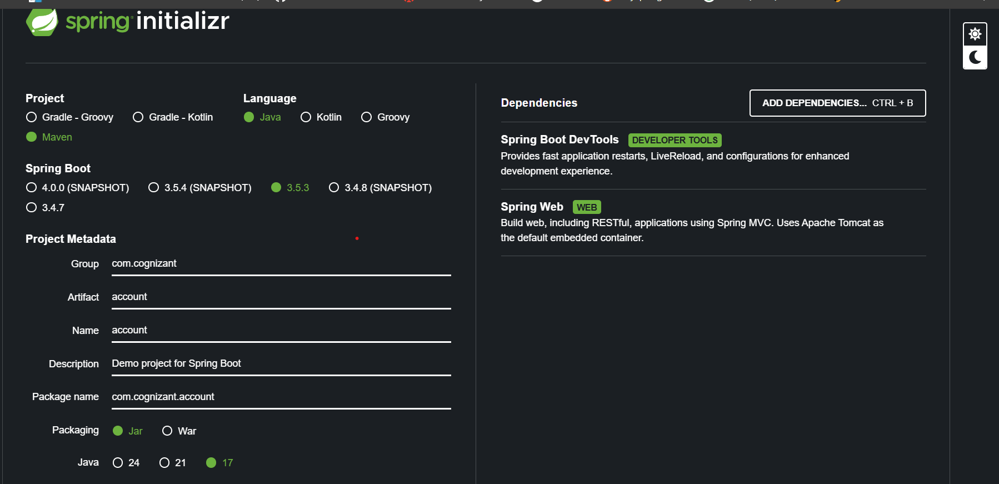 spring initializr
Project
Gradle - Groovy
Gradle - Kotlin
Maven
Language
Java
Kotlin
Groovy
Spring Boot
4.0.0 (SNAPSHOT)
3.5.4 (SNAPSHOT)
3.5.3
3.4.8 (SNAPSHOT)
3.4.7
Project Metadata
Group com.cognizant
Artifact account
Name account
Description Demo project for Spring Boot
Package name com.cognizant.account
Packaging Jar War
Java 24 21 17
Dependencies
ADD DEPENDENCIES... CTRL + B
Spring Boot DevTools DEVELOPER TOOLS
Provides fast application restarts, LiveReload, and configurations for enhanced
development experience.
Spring Web WEB
Build web, including RESTful, applications using Spring MVC. Uses Apache Tomcat as
the default embedded container.